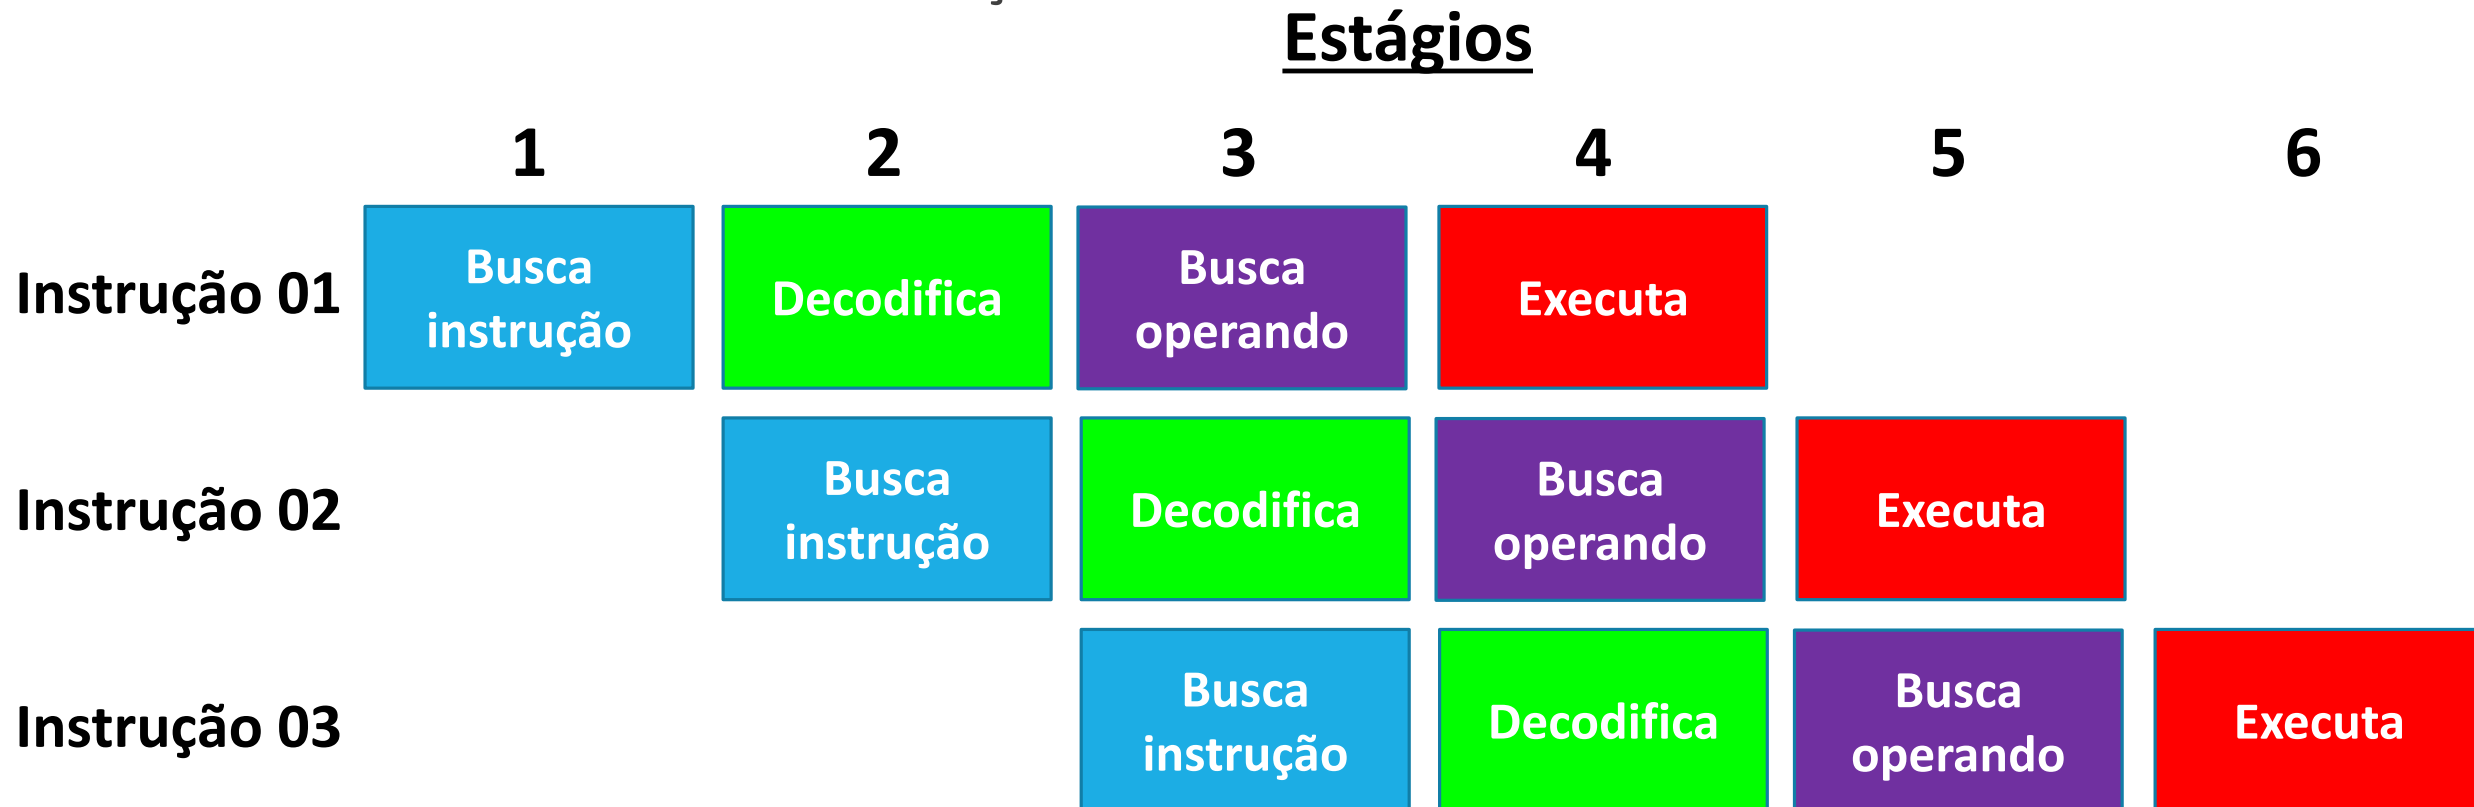 Estágios
1 2 3 4 5 6
Instrução 01
Busca
instrução
Decodifica
Busca
operando
Executa
Instrução 02
Busca
instrução
Decodifica
Busca
operando
Executa
Instrução 03
Busca
instrução
Decodifica
Busca
operando
Executa